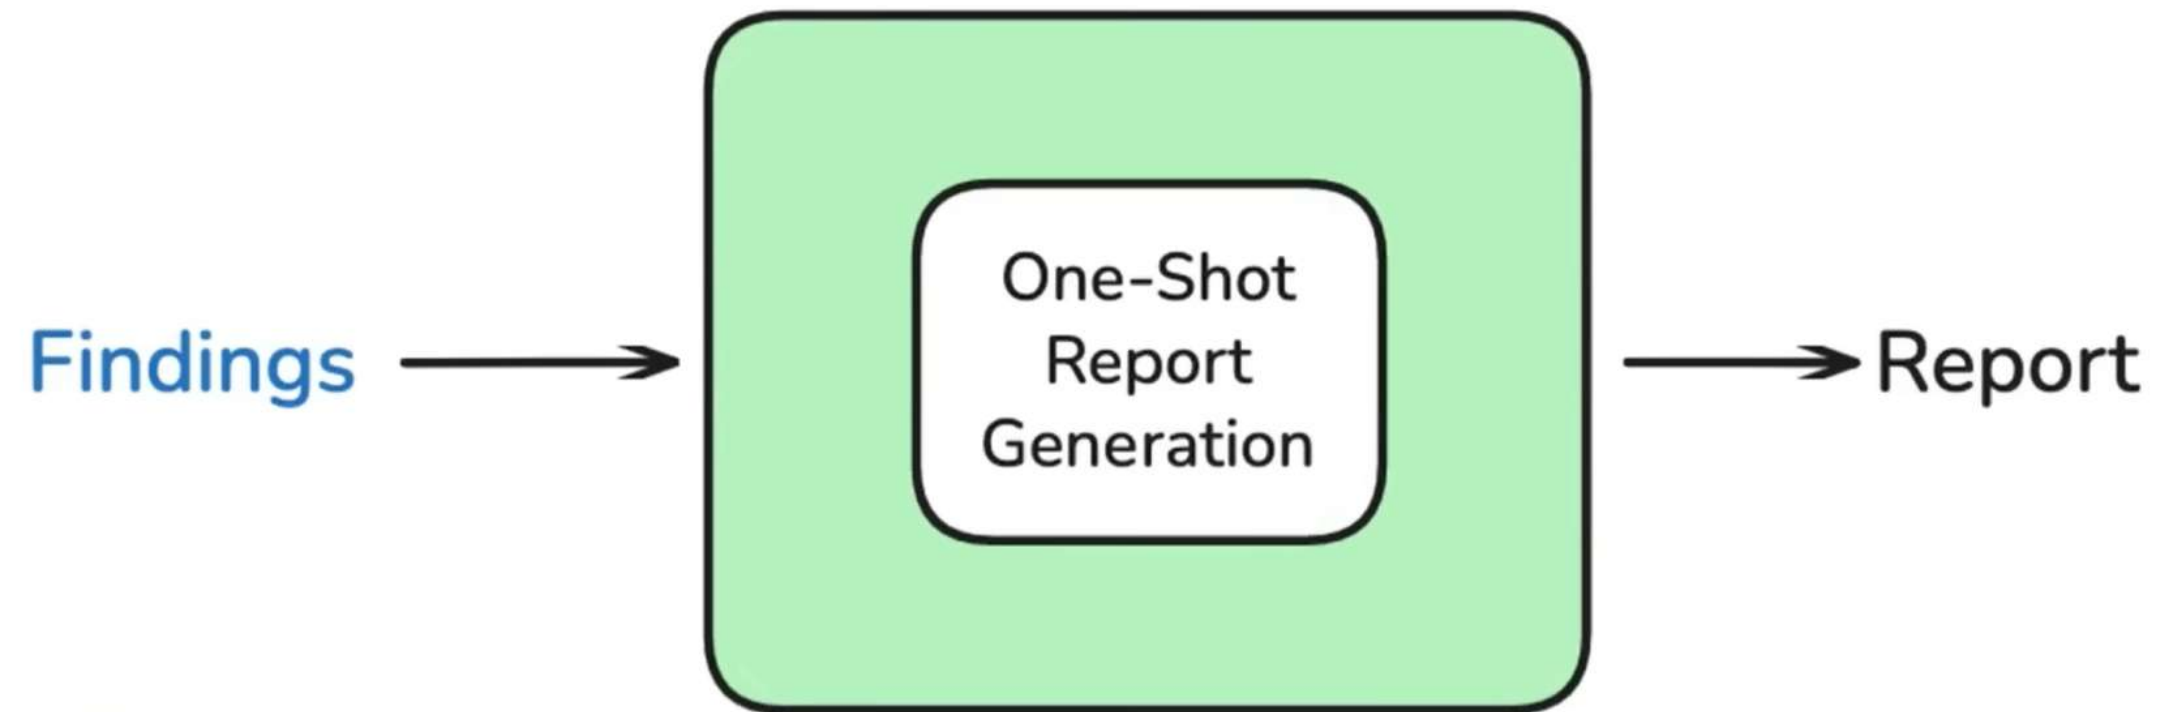 Findings
One-Shot
Report
Generation
Report